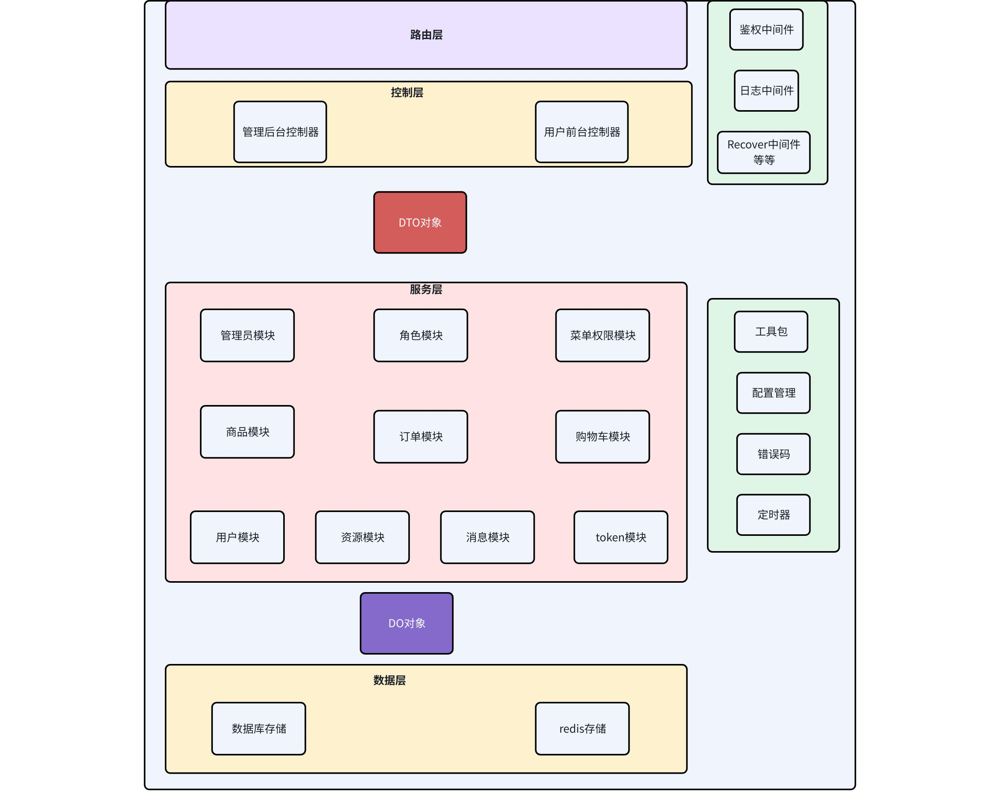 路由层
控制层
管理后台控制器
用户前台控制器
鉴权中间件
日志中间件
Recover中间件
等等
DTO对象
服务层
管理员模块
角色模块
菜单权限模块
商品模块
订单模块
购物车模块
用户模块
资源模块
消息模块
token模块
工具包
配置管理
错误码
定时器
DO对象
数据层
数据库存储
redis存储